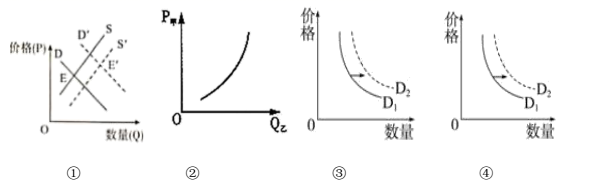 价格(P)
D
D'
S
S'
E
E'
O
数量(Q)
①
P甲
O
Q乙
②
价格
D₂
D₁
0
数量
③
价格
D₂
D₁
0
数量
④